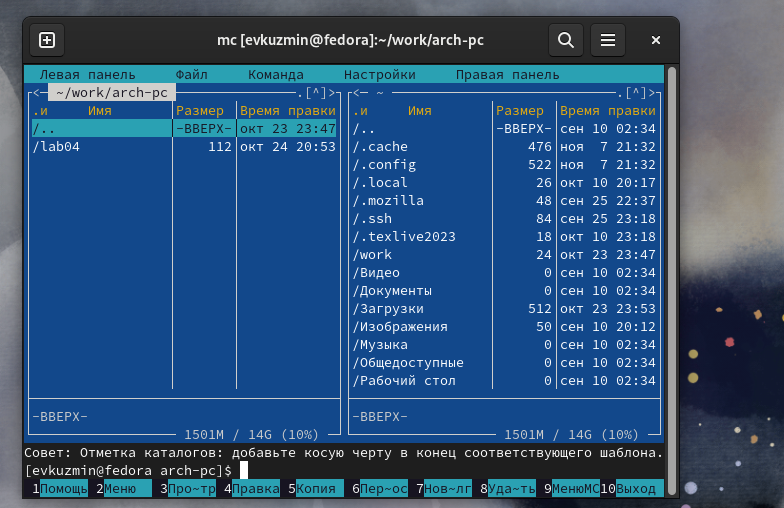 mc [evkuzmin@fedora]:~/work/arch-pc
Левая панель Файл Команда Настройки Правая панель
<- ~/work/arch-pc .[^]> <- ~ .[^]>
.и Имя Размер Время правки .и Имя Размер Время правки
/.. -ВВЕРХ- окт 23 23:47 /.. -ВВЕРХ- сен 10 02:34
/lab04 112 окт 24 20:53 /.cache 476 ноя 7 21:32
/.config 522 ноя 7 21:32
/.local 26 окт 10 20:17
/.mozilla 48 сен 25 22:37
/.ssh 84 сен 25 23:18
/.texlive2023 18 окт 10 23:18
/work 24 окт 23 23:47
/Видео 0 сен 10 02:34
/Документы 0 сен 10 02:34
/Загрузки 512 окт 23 23:53
/Изображения 50 сен 10 20:12
/Музыка 0 сен 10 02:34
/Общедоступные 0 сен 10 02:34
/Рабочий стол 0 сен 10 02:34
-ВВЕРХ- -ВВЕРХ-
1501M / 14G (10%) 1501M / 14G (10%)
Совет: Отметка каталогов: добавьте косую черту в конец соответствующего шаблона.
[evkuzmin@fedora arch-pc]$
1Помощь 2Меню 3Про~тр 4Правка 5Копия 6Пер~ос 7Нов~лг 8Уда~ть 9МенюMC 10Выход